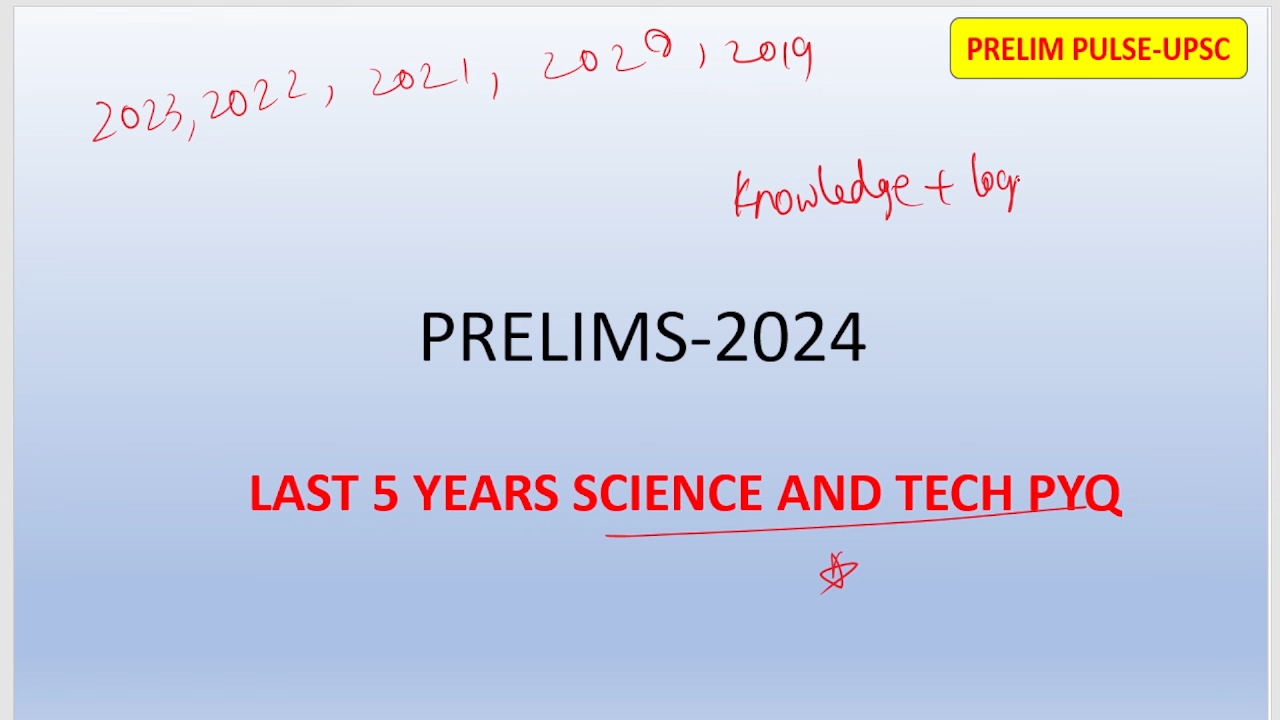 PRELIM PULSE-UPSC
2023, 2022, 2021, 2020, 2019
Knowledge + log
PRELIMS-2024
LAST 5 YEARS SCIENCE AND TECH PYQ